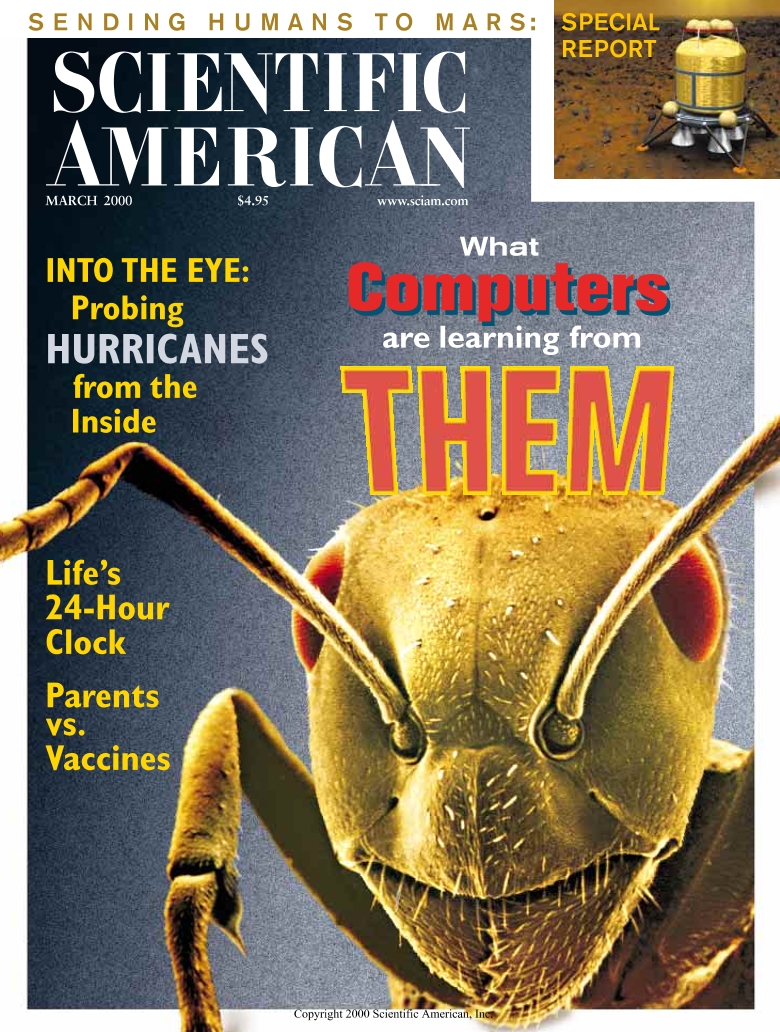 SENDING HUMANS TO MARS: SPECIAL
REPORT
SCIENTIFIC
AMERICAN
MARCH 2000 $4.95 www.sciam.com
INTO THE EYE:
Probing
HURRICANES
from the
Inside
What
Computers
are learning from
THEM
Life's
24-Hour
Clock
Parents
vs.
Vaccines
Copyright 2000 Scientific American, Inc.